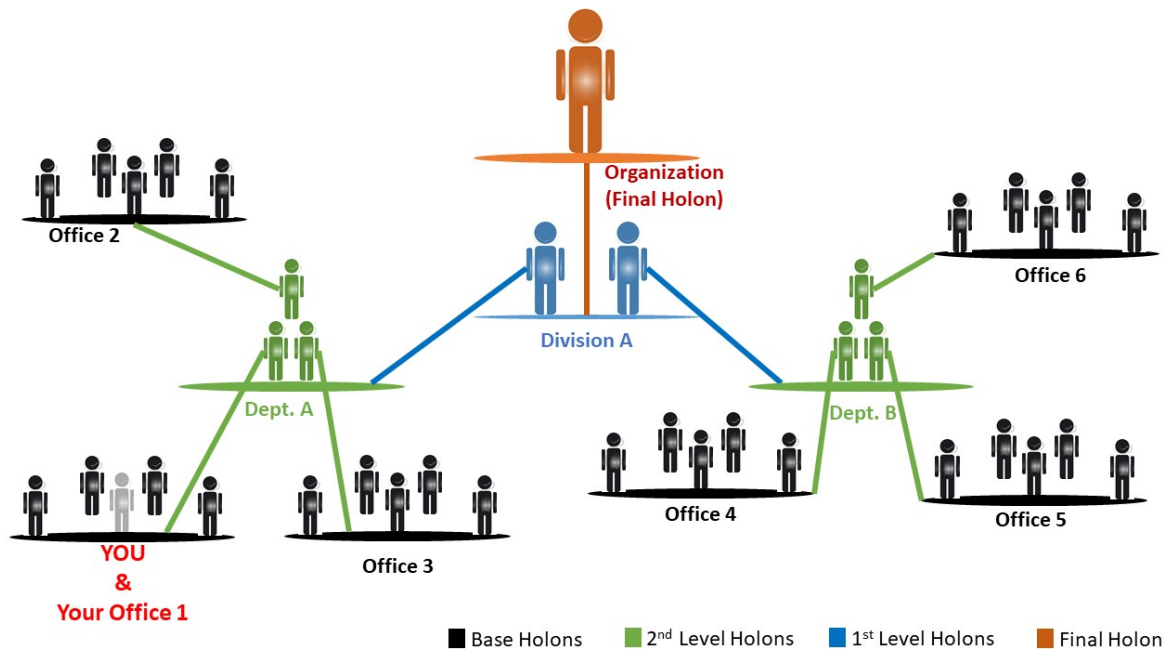 Organization
(Final Holon)
Office 2
Office 6
Division A
Dept. A
Dept. B
Office 4
Office 5
Office 3
YOU
&
Your Office 1
Base Holons
2nd Level Holons
1st Level Holons
Final Holon